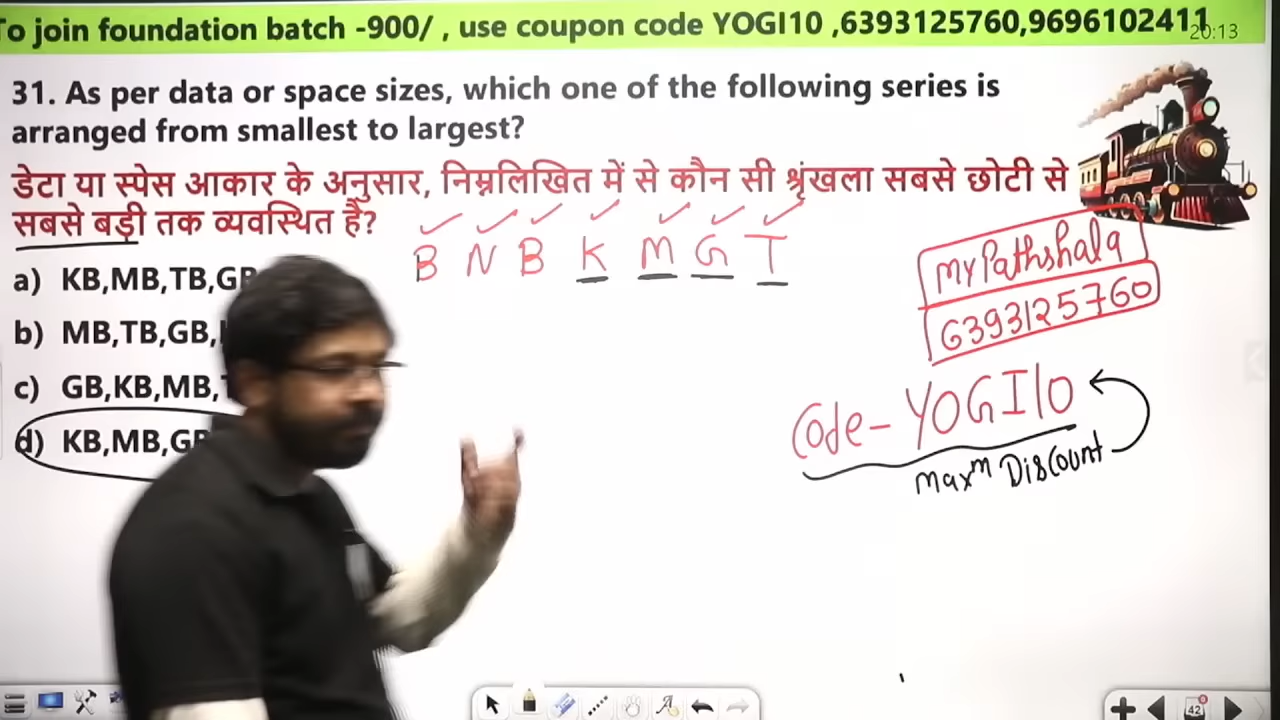 To join foundation batch -900/ , use coupon code YOGI10 ,6393125760,9696102411
20:13
31. As per data or space sizes, which one of the following series is
arranged from smallest to largest?
डेटा या स्पेस आकार के अनुसार, निम्नलिखित में से कौन सी श्रृंखला सबसे छोटी से
सबसे बड़ी तक व्यवस्थित है?
B N B K M G T
a) KB,MB,TB,GB
b) MB,TB,GB,
c) GB,KB,MB,
d) KB,MB,GB
MyPathshala
6393125760
Code-YOGI10
Maxm Discount
42